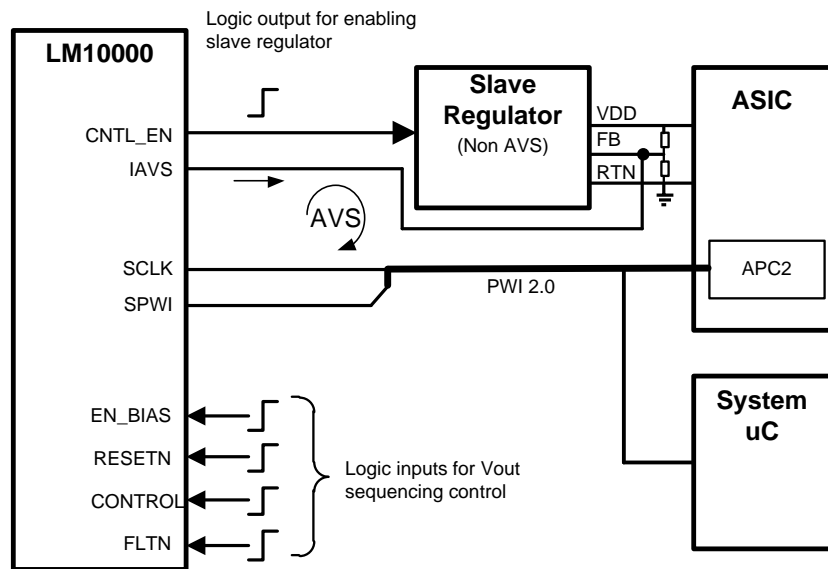 Logic output for enabling
slave regulator
LM10000
CNTL_EN
IAVS
SCLK
SPWI
EN_BIAS
RESETN
CONTROL
FLTN
AVS
Slave
Regulator
(Non AVS)
VDD
FB
RTN
ASIC
APC2
PWI 2.0
System
uC
Logic inputs for Vout
sequencing control